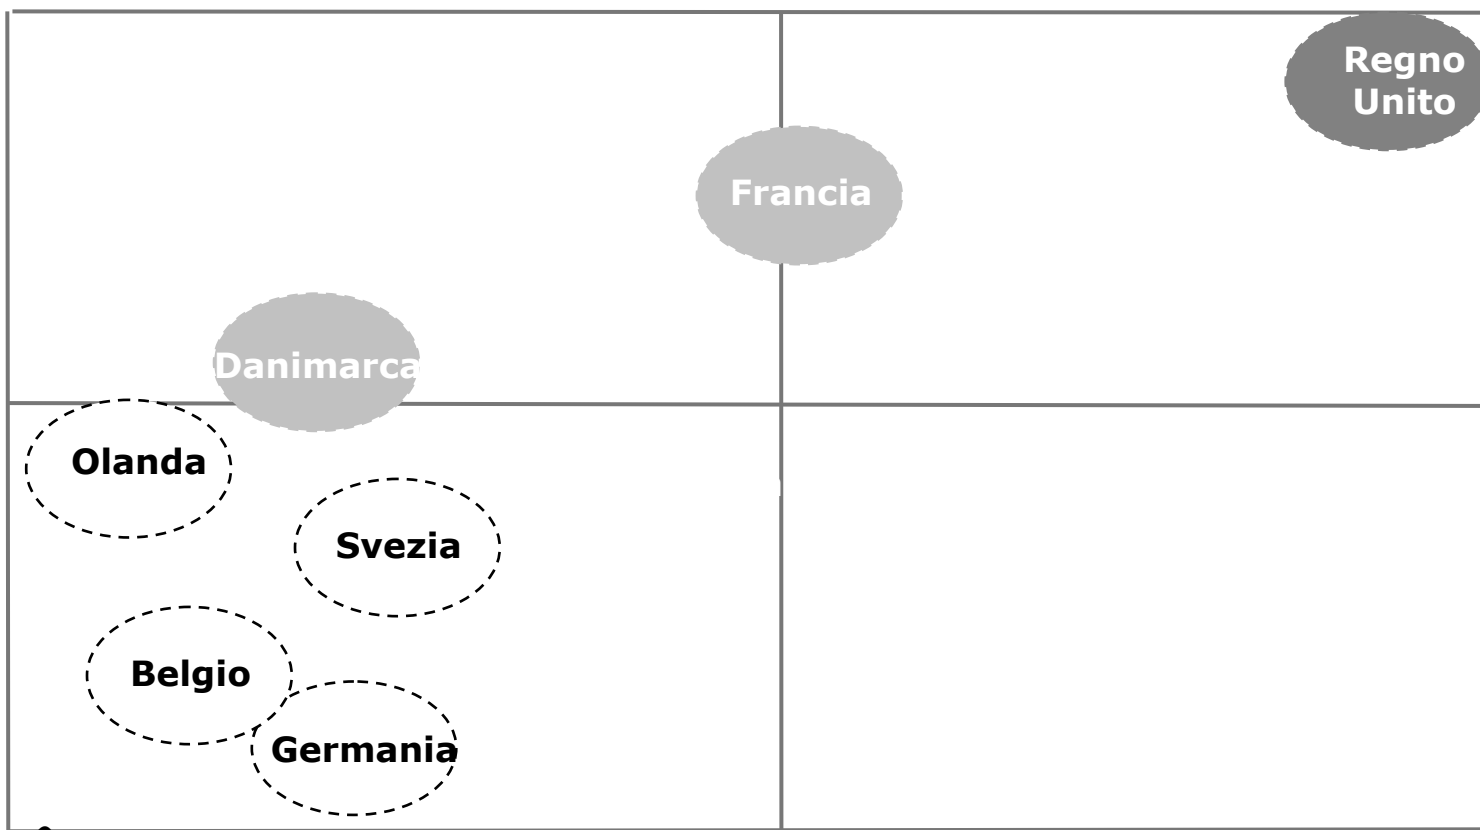 Regno
Unito
Francia
Danimarca
Olanda
Svezia
Belgio
Germania